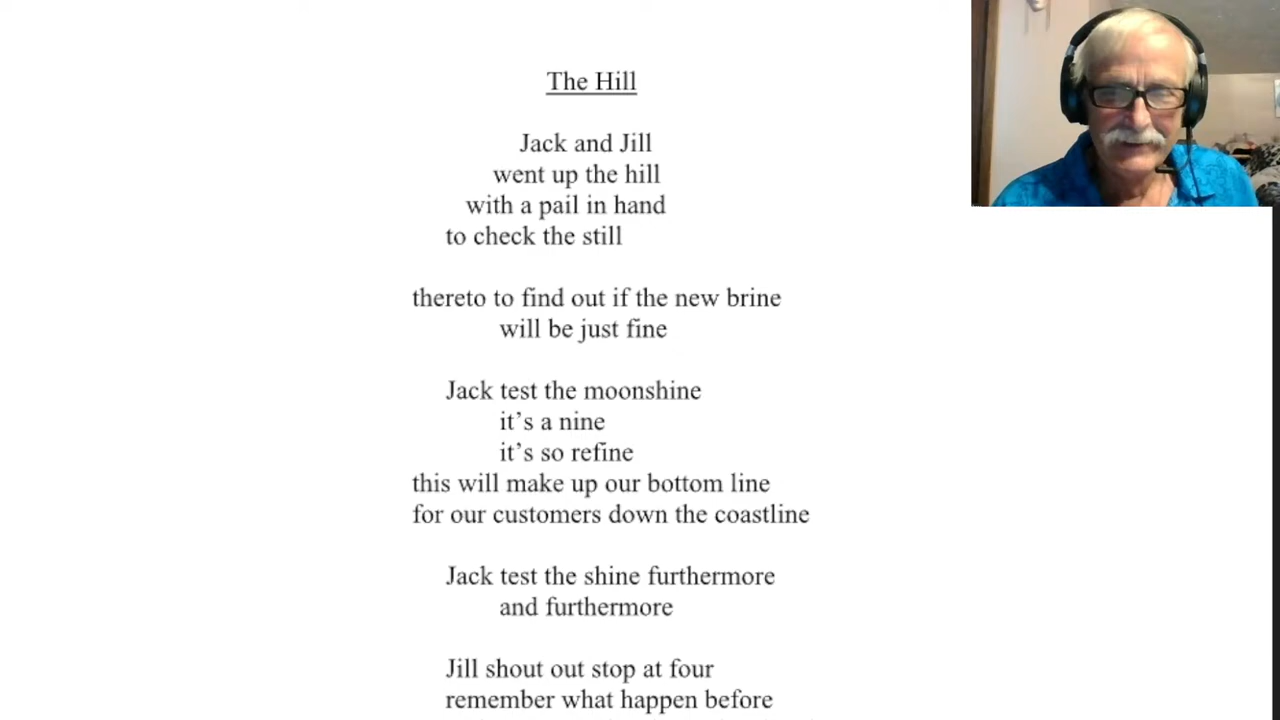 The Hill
Jack and Jill
went up the hill
with a pail in hand
to check the still
thereto to find out if the new brine
will be just fine
Jack test the moonshine
it’s a nine
it’s so refine
this will make up our bottom line
for our customers down the coastline
Jack test the shine furthermore
and furthermore
Jill shout out stop at four
remember what happen before